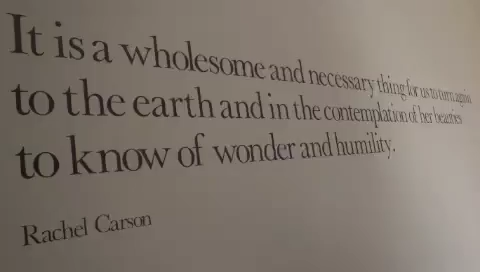 It is a wholesome and necessary thing for us to turn again
to the earth and in the contemplation of her beauties
to know of wonder and humility.
Rachel Carson